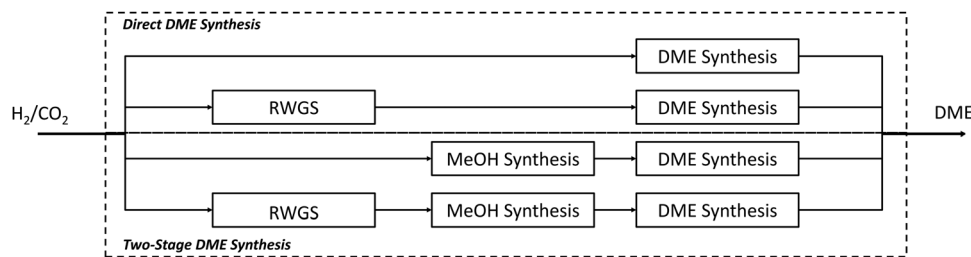 Direct DME Synthesis
DME Synthesis
H₂/CO₂
RWGS
DME Synthesis
DME
MeOH Synthesis
DME Synthesis
RWGS
MeOH Synthesis
DME Synthesis
Two-Stage DME Synthesis